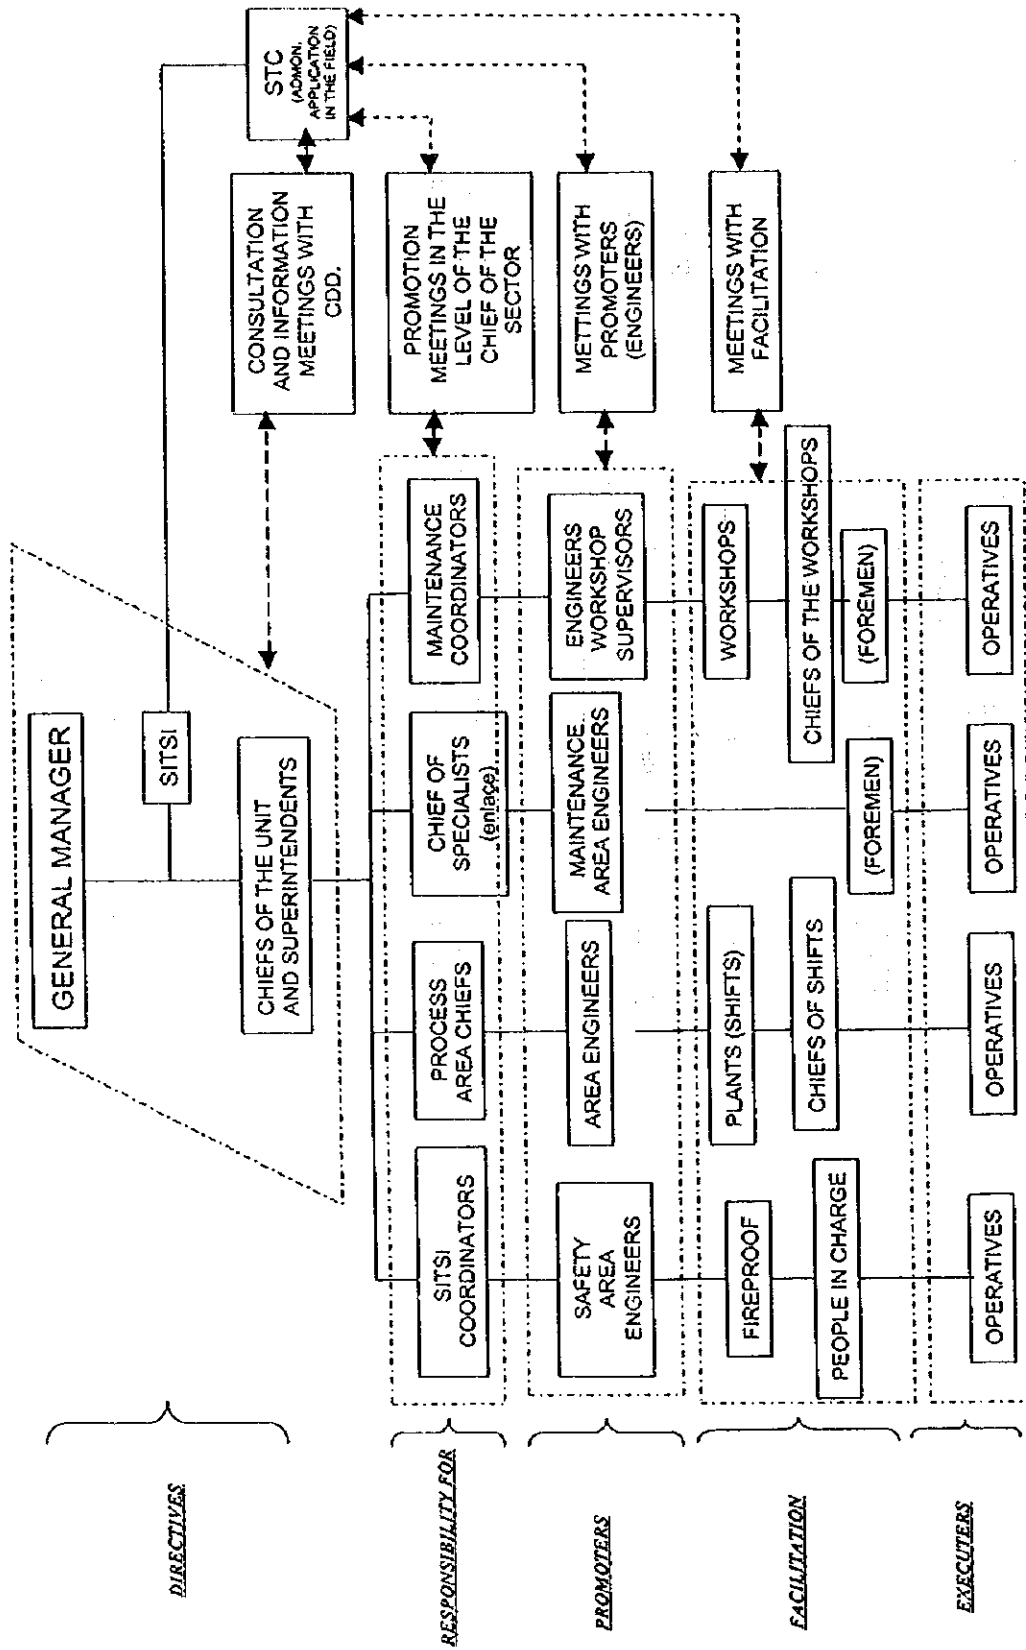 DIRECTIVES
GENERAL MANAGER
SITSI
CHIEFS OF THE UNIT
AND SUPERINTENDENTS
STC
(ADMON.
APPLICATION
IN THE FIELD)
CONSULTATION
AND INFORMATION
MEETINGS WITH
CDD.
RESPONSIBILITY FOR
SITSI
COORDINATORS
PROCESS
AREA CHIEFS
CHIEF OF
SPECIALISTS
(enlace)
MAINTENANCE
COORDINATORS
PROMOTION
MEETINGS IN THE
LEVEL OF THE
CHIEF OF THE
SECTOR
PROMOTERS
SAFETY
AREA
ENGINEERS
AREA ENGINEERS
MAINTENANCE
AREA ENGINEERS
ENGINEERS
WORKSHOP
SUPERVISORS
METTINGS WITH
PROMOTERS
(ENGINEERS)
FACILITATION
FIREPROOF
PEOPLE IN CHARGE
PLANTS (SHIFTS)
CHIEFS OF SHIFTS
(FOREMEN)
WORKSHOPS
CHIEFS OF THE WORKSHOPS
(FOREMEN)
MEETINGS WITH
FACILITATION
EXECUTERS
OPERATIVES
OPERATIVES
OPERATIVES
OPERATIVES